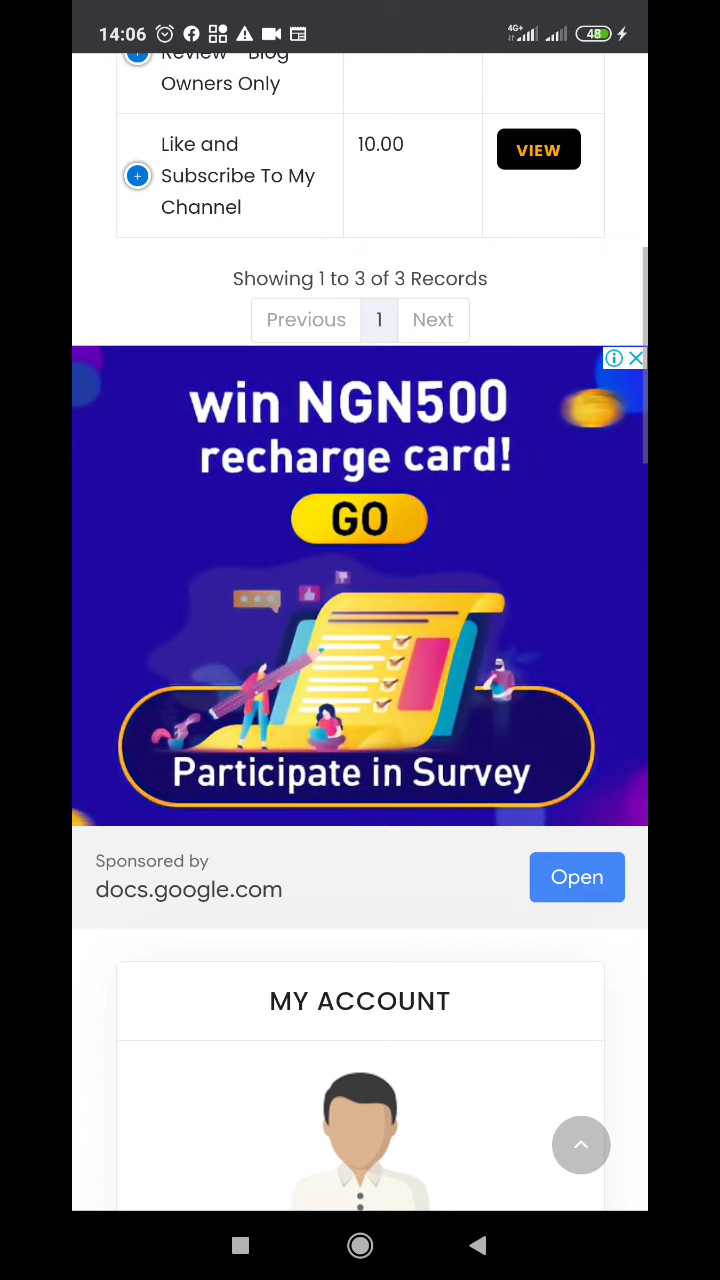 14:06
4G+
48
Review - Blog
Owners Only
Like and
Subscribe To My
Channel
10.00
VIEW
Showing 1 to 3 of 3 Records
Previous 1 Next
win NGN500
recharge card!
GO
Participate in Survey
Sponsored by
docs.google.com
Open
MY ACCOUNT